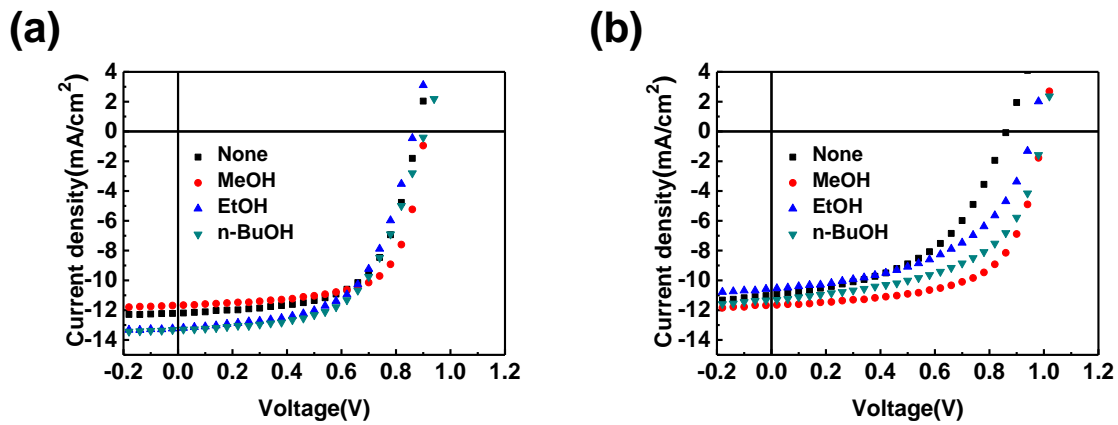 (a)
(b)
Current density(mA/cm2)
4
2
0
-2
-4
-6
-8
-10
-12
-14
None
MeOH
EtOH
n-BuOH
-0.2 0.0 0.2 0.4 0.6 0.8 1.0 1.2
Voltage(V)
Current density(mA/cm2)
4
2
0
-2
-4
-6
-8
-10
-12
-14
None
MeOH
EtOH
n-BuOH
-0.2 0.0 0.2 0.4 0.6 0.8 1.0 1.2
Voltage(V)